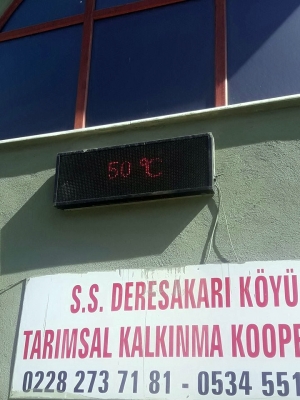 50 °C
S.S. DERESAKARI KÖYÜ
TARIMSAL KALKINMA KOOPE
0228 273 71 81 - 0534 551